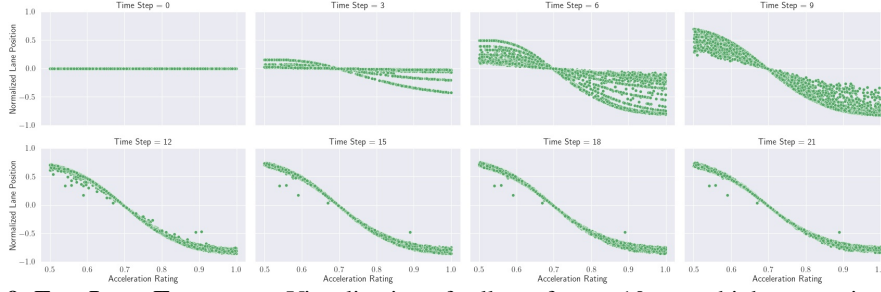 Time Step = 0 Time Step = 3 Time Step = 6 Time Step = 9
1.0
0.5
0.0
−0.5
−1.0
Normalized Lane Position
Time Step = 12 Time Step = 15 Time Step = 18 Time Step = 21
1.0
0.5
0.0
−0.5
−1.0
Normalized Lane Position
0.5 0.6 0.7 0.8 0.9 1.0 0.5 0.6 0.7 0.8 0.9 1.0 0.5 0.6 0.7 0.8 0.9 1.0 0.5 0.6 0.7 0.8 0.9 1.0
Acceleration Rating Acceleration Rating Acceleration Rating Acceleration Rating